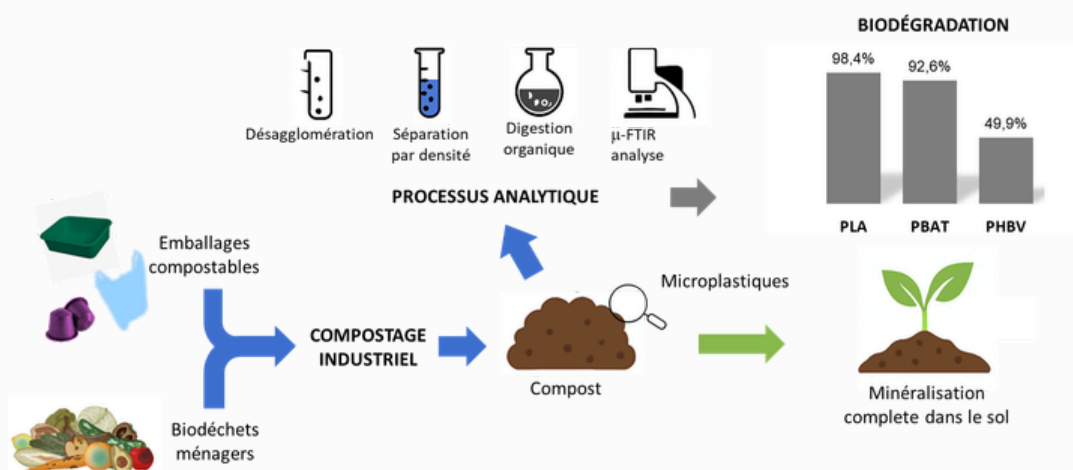 BIODÉGRADATION
98,4%
92,6%
49,9%
PLA
PBAT
PHBV
Désagglomération
Séparation
par densité
Digestion
organique
µ-FTIR
analyse
PROCESSUS ANALYTIQUE
Emballages
compostables
COMPOSTAGE
INDUSTRIEL
Biodéchets
ménagers
Compost
Microplastiques
Minéralisation
complete dans le sol